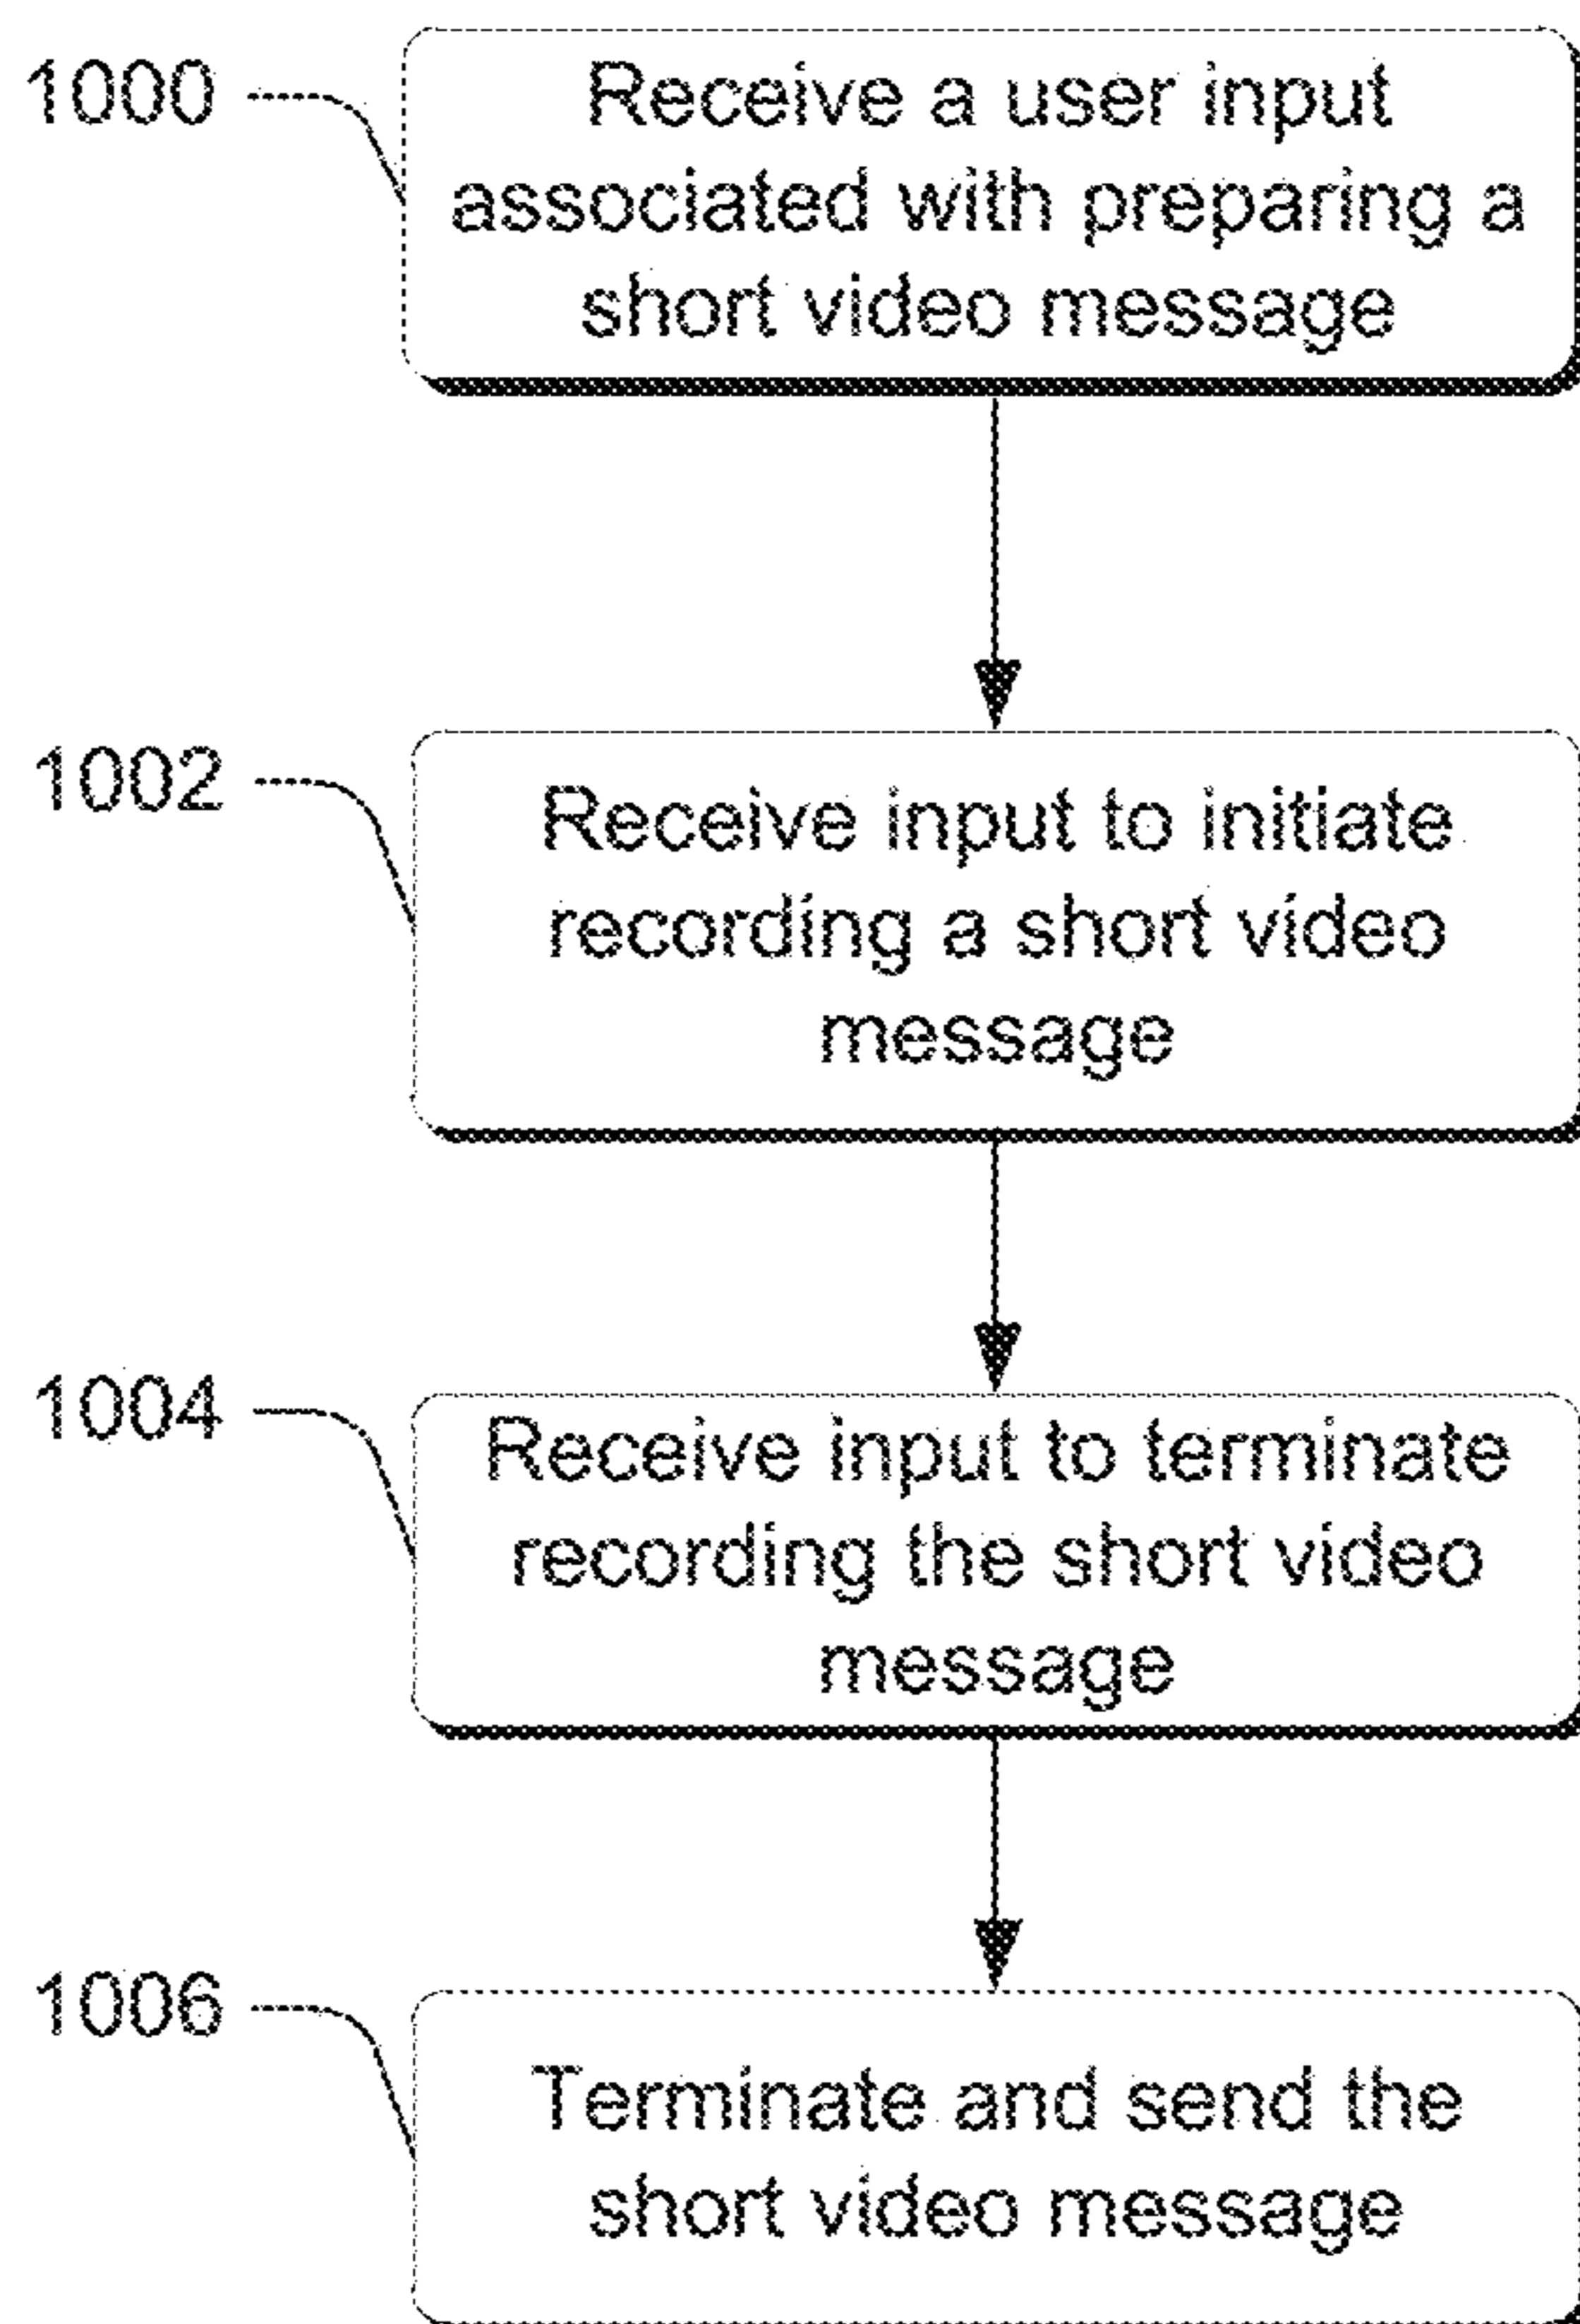 1000
Receive a user input
associated with preparing a
short video message
1002
Receive input to initiate
recording a short video
message
1004
Receive input to terminate
recording the short video
message
1006
Terminate and send the
short video message